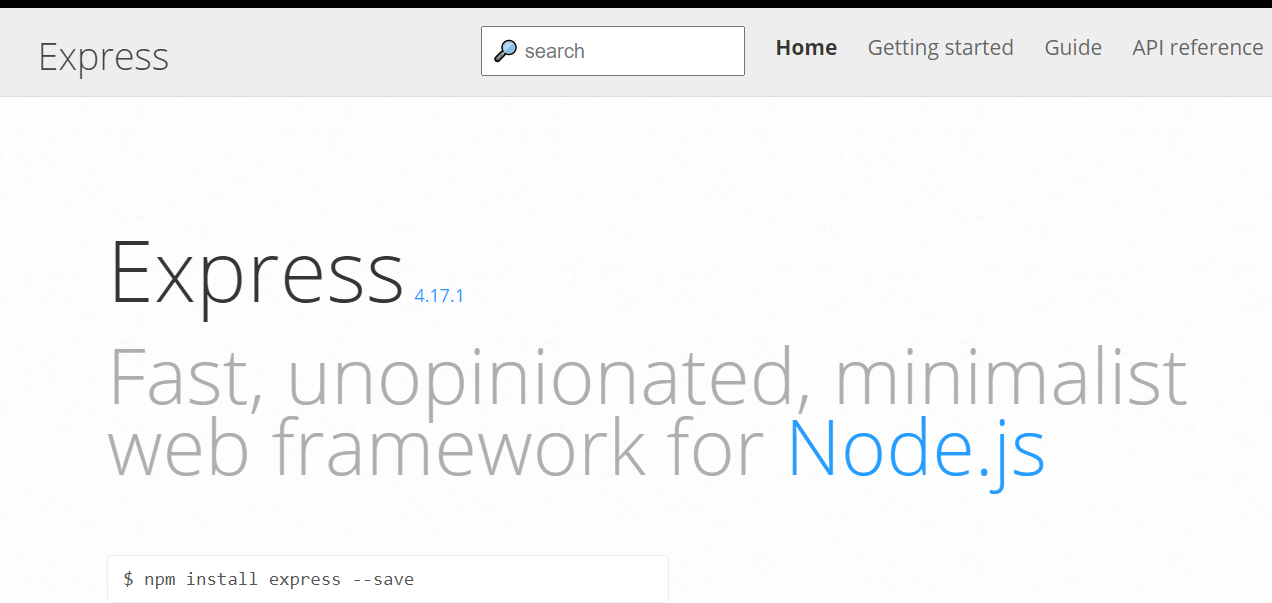 Express
search
Home
Getting started
Guide
API reference
Express 4.17.1
Fast, unopinionated, minimalist
web framework for Node.js
$ npm install express --save